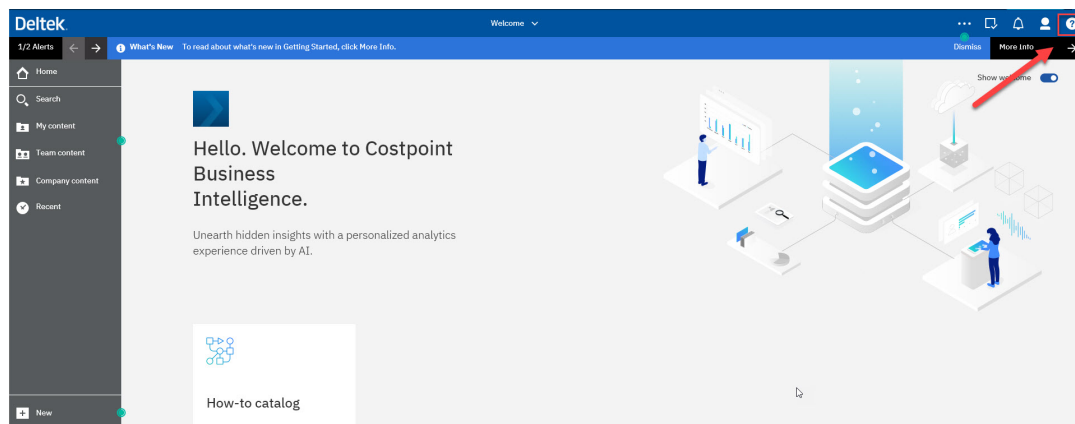 Deltek
Welcome
1/2 Alerts
What's New To read about what's new in Getting Started, click More Info.
Dismiss
More Info
Home
Show welcome
Search
My content
Team content
Company content
Recent
Hello. Welcome to Costpoint
Business
Intelligence.
Unearth hidden insights with a personalized analytics
experience driven by AI.
How-to catalog
New